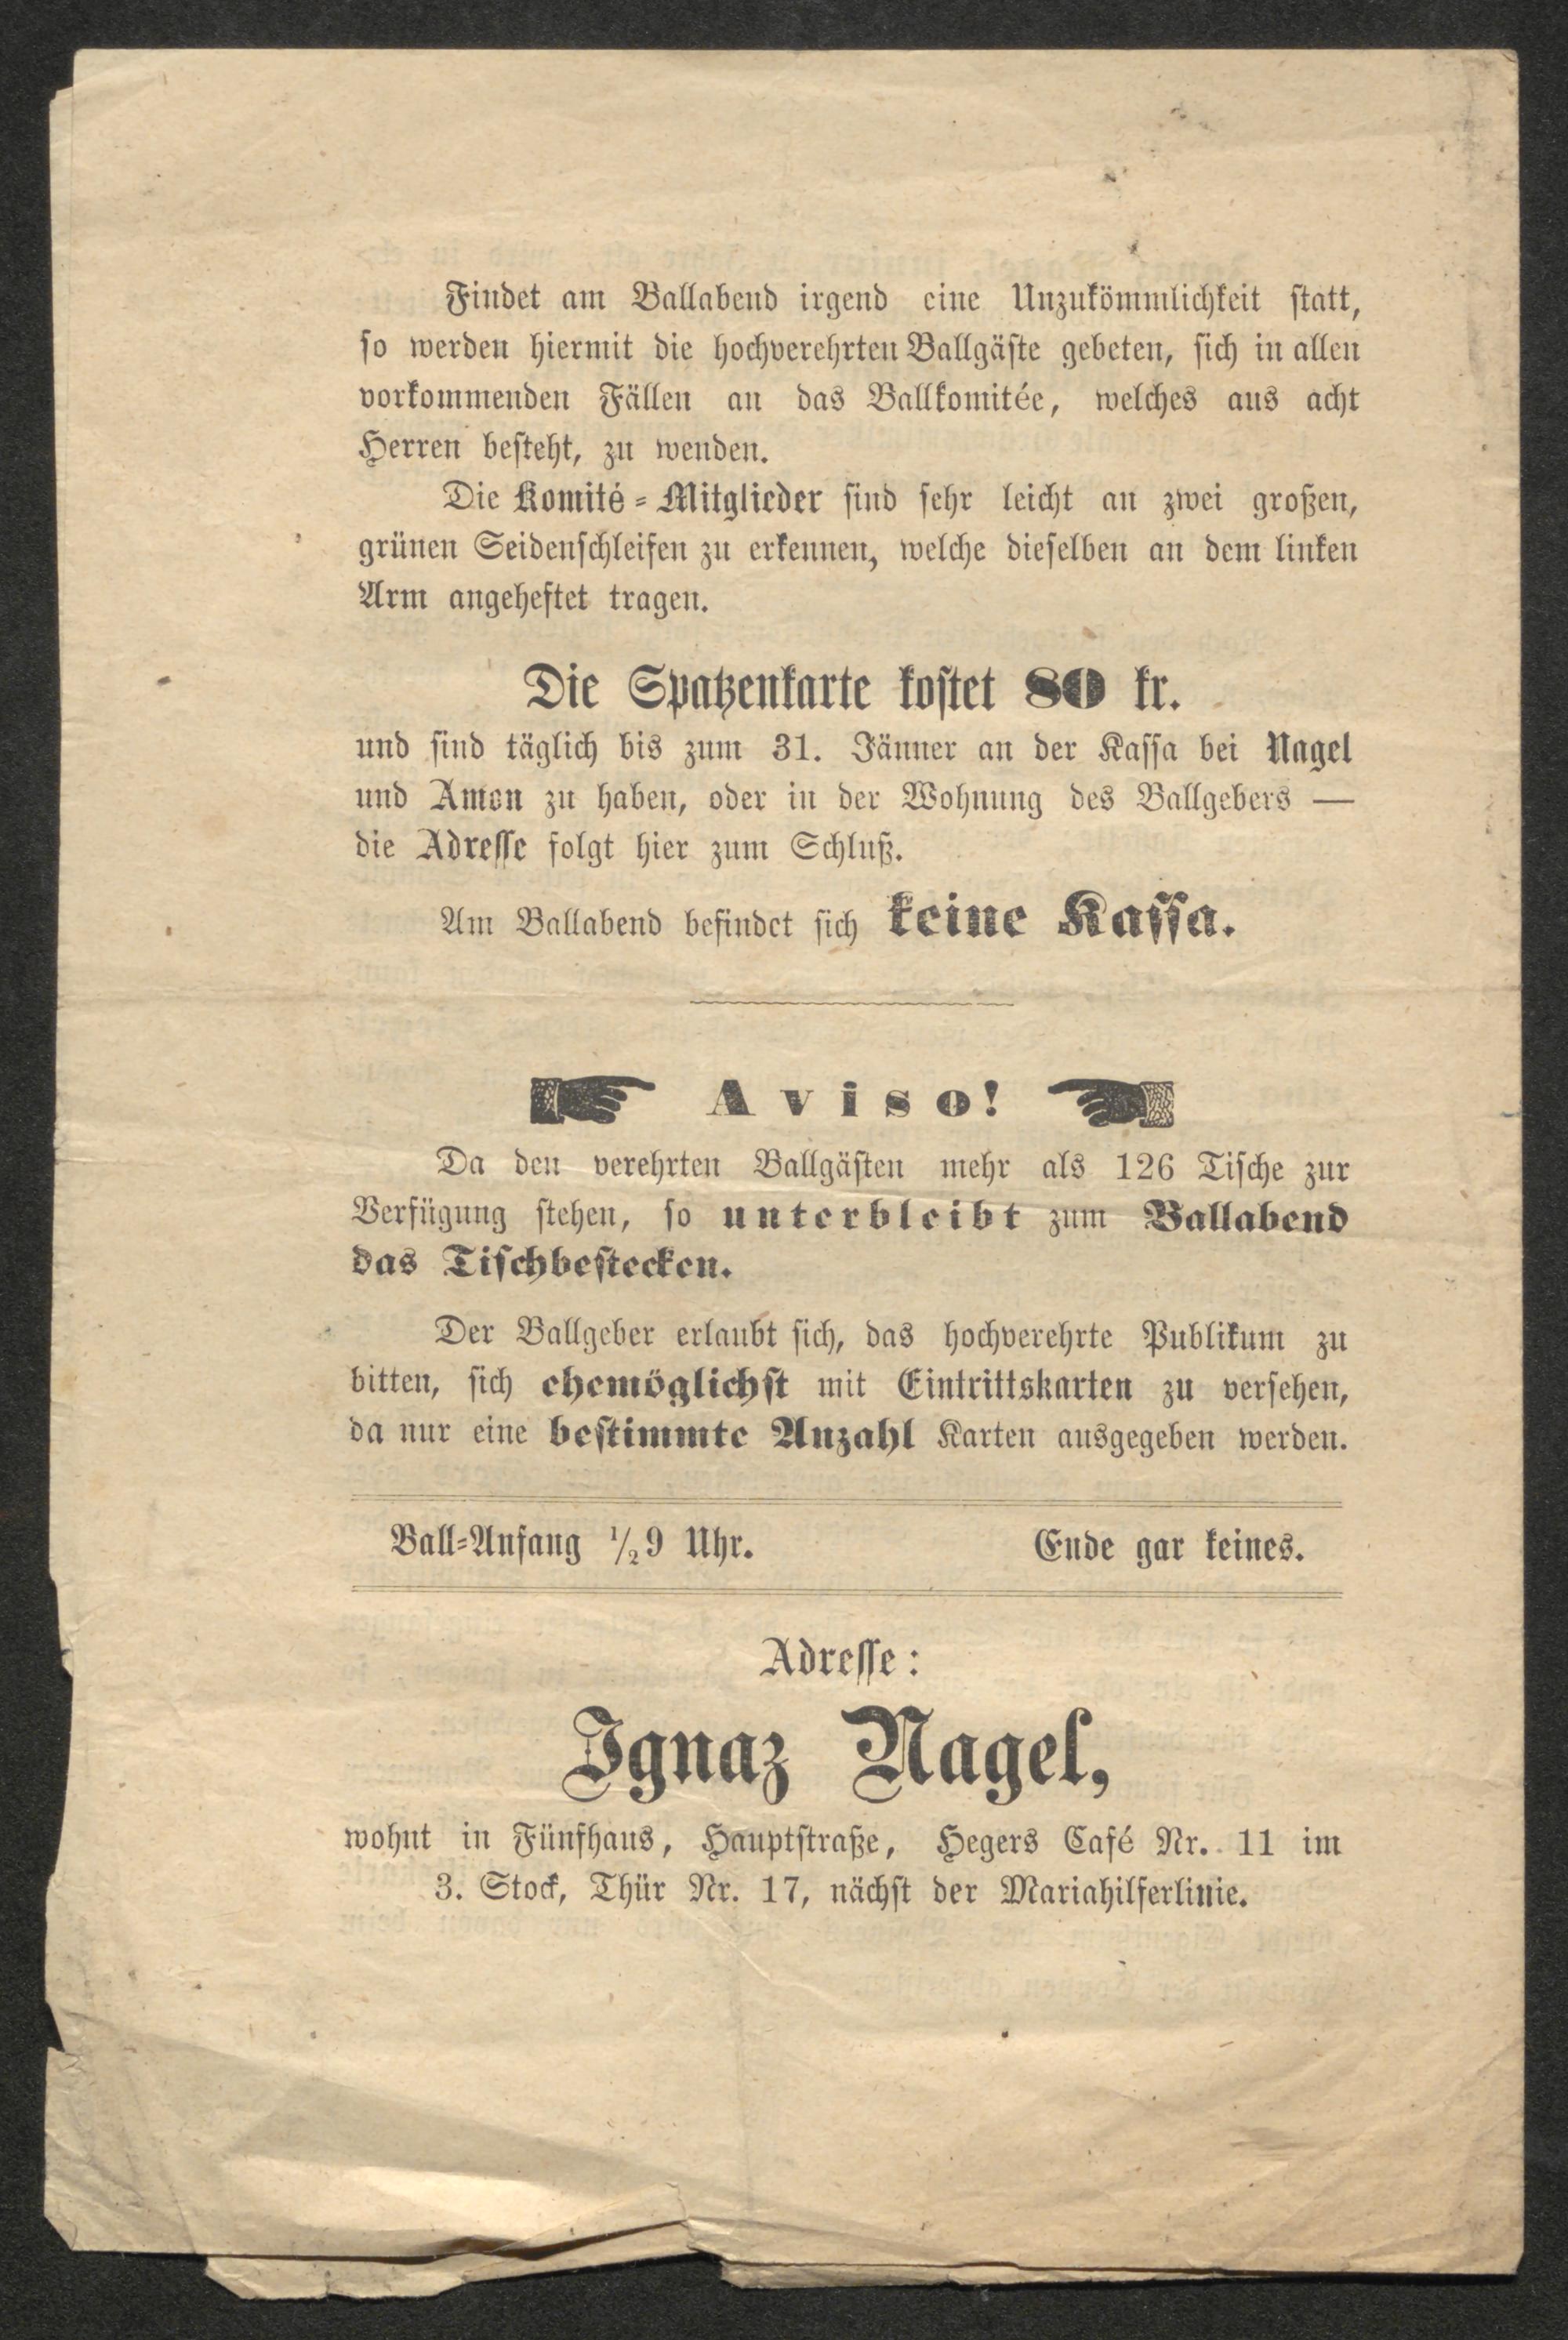 Findet am Ballabend irgend eine Unzukömmlichkeit statt,
so werden hiermit die hochverehrten Ballgäste gebeten, sich in allen
vorkommenden Fällen an das Ballkomitée, welches aus acht
Herren besteht, zu wenden.
Die Komité-Mitglieder sind sehr leicht an zwei großen,
grünen Seidenschleifen zu erkennen, welche dieselben an dem linken
Arm angeheftet tragen.
Die Spatzenkarte kostet 80 kr.
und sind täglich bis zum 31. Jänner an der Kassa bei Nagel
und Amon zu haben, oder in der Wohnung des Ballgebers —
die Adresse folgt hier zum Schluß.
Am Ballabend befindet sich keine Kassa.
Aviso!
Da den verehrten Ballgästen mehr als 126 Tische zur
Verfügung stehen, so unterbleibt zum Ballabend
das Tischbestecken.
Der Ballgeber erlaubt sich, das hochverehrte Publikum zu
bitten, sich ehemöglichst mit Eintrittskarten zu versehen,
da nur eine bestimmte Anzahl Karten ausgegeben werden.
Ball-Anfang 1/2 9 Uhr. Ende gar keines.
Adresse:
Ignaz Nagel,
wohnt in Fünfhaus, Hauptstraße, Hegers Café Nr. 11 im
3. Stock, Thür Nr. 17, nächst der Mariahilferlinie.